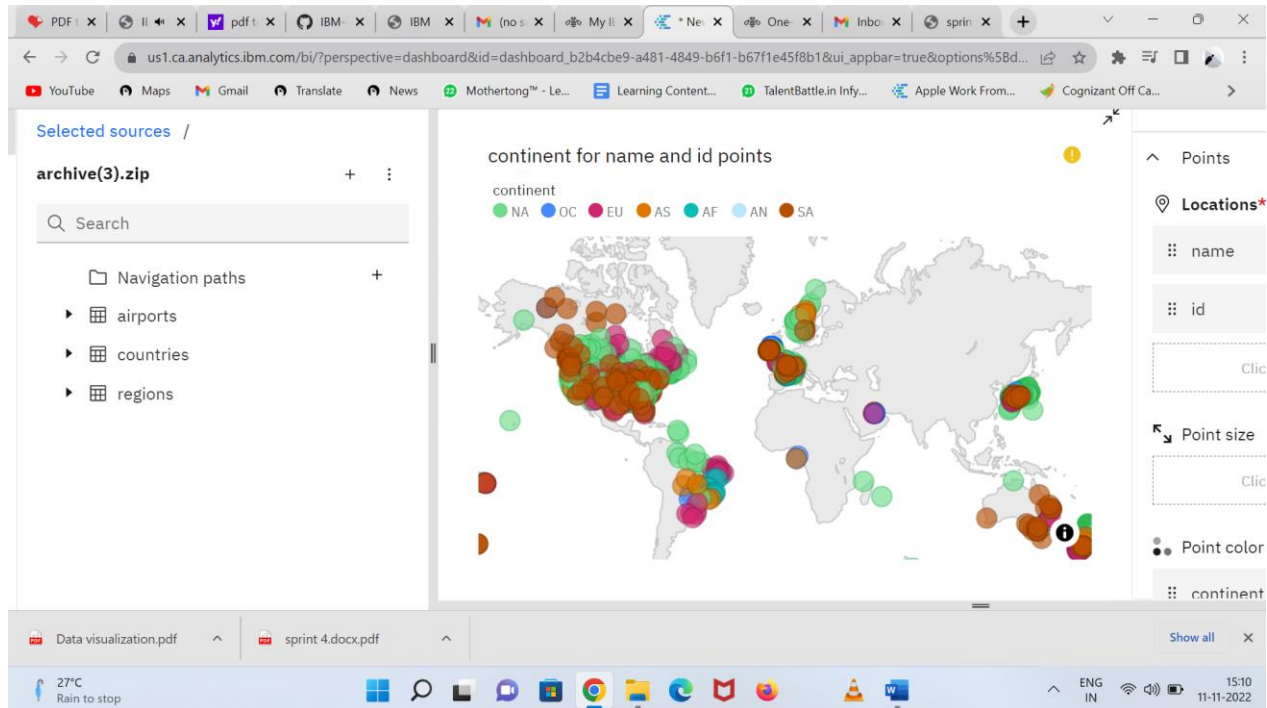 PDF t
II
pdf t
IBM-
IBM
(no s
My IE
* Nev
One-
Inbo
sprin
us1.ca.analytics.ibm.com/bi/?perspective=dashboard&id=dashboard_b2b4cbe9-a481-4849-b6f1-b67f1e45f8b1&ui_appbar=true&options%5Bd...
YouTube Maps Gmail Translate News Mothertong™ - Le... Learning Content... TalentBattle.in Infy... Apple Work From... Cognizant Off Ca...
Selected sources /
archive(3).zip
Search
Navigation paths
airports
countries
regions
continent for name and id points
continent
NA OC EU AS AF AN SA
Points
Locations*
name
id
Clic
Point size
Clic
Point color
continent
Data visualization.pdf
sprint 4.docx.pdf
Show all
27°C
Rain to stop
ENG
IN
15:10
11-11-2022